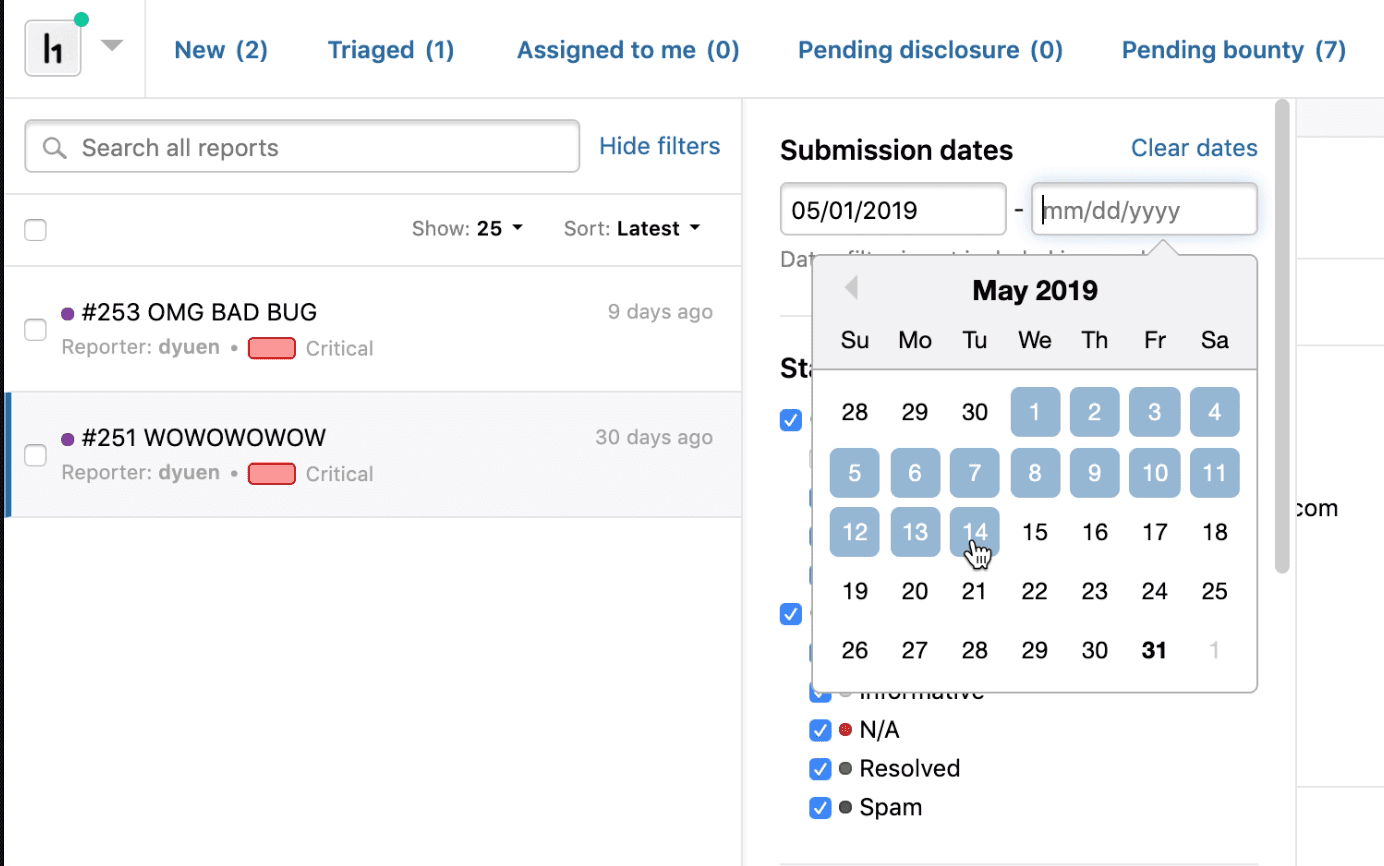 h1
New (2) Triaged (1) Assigned to me (0) Pending disclosure (0) Pending bounty (7)
Search all reports Hide filters
Show: 25 Sort: Latest
#253 OMG BAD BUG 9 days ago
Reporter: dyuen • Critical
#251 WOWOWOWOW 30 days ago
Reporter: dyuen • Critical
Submission dates Clear dates
05/01/2019 - mm/dd/yyyy
May 2019
Su Mo Tu We Th Fr Sa
28 29 30 1 2 3 4
5 6 7 8 9 10 11
12 13 14 15 16 17 18
19 20 21 22 23 24 25
26 27 28 29 30 31 1
Informative
N/A
Resolved
Spam
com